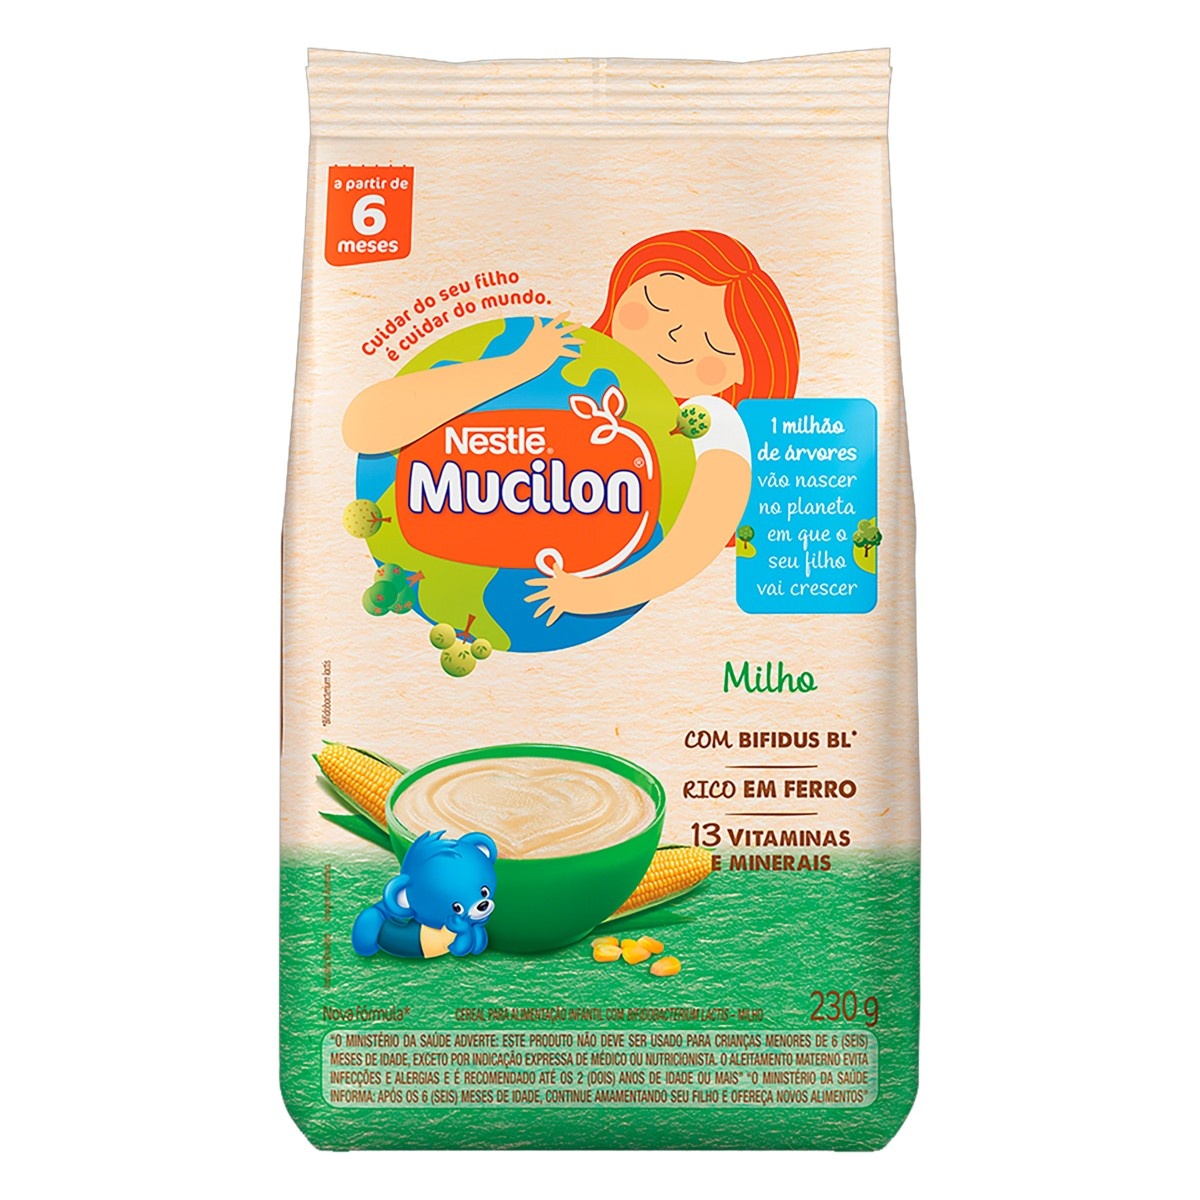 a partir de
6
meses
Cuidar do seu filho
é cuidar do mundo.
Nestlé®
Mucilon®
1 milhão
de árvores
vão nascer
no planeta
em que o
seu filho
vai crescer
Milho
*Bifidobacterium lactis
COM BIFIDUS BL*
RICO EM FERRO
13 VITAMINAS
E MINERAIS
Nova fórmula*
CEREAL PARA ALIMENTAÇÃO INFANTIL COM BIFIDOBACTERIUM LACTIS - MILHO
230g
"O MINISTÉRIO DA SAÚDE ADVERTE: ESTE PRODUTO NÃO DEVE SER USADO PARA CRIANÇAS MENORES DE 6 (SEIS)
MESES DE IDADE, EXCETO POR INDICAÇÃO EXPRESSA DE MÉDICO OU NUTRICIONISTA. O ALEITAMENTO MATERNO EVITA
INFECÇÕES E ALERGIAS E É RECOMENDADO ATÉ OS 2 (DOIS) ANOS DE IDADE OU MAIS" "O MINISTÉRIO DA SAÚDE
INFORMA: APÓS OS 6 (SEIS) MESES DE IDADE, CONTINUE AMAMENTANDO SEU FILHO E OFEREÇA NOVOS ALIMENTOS"